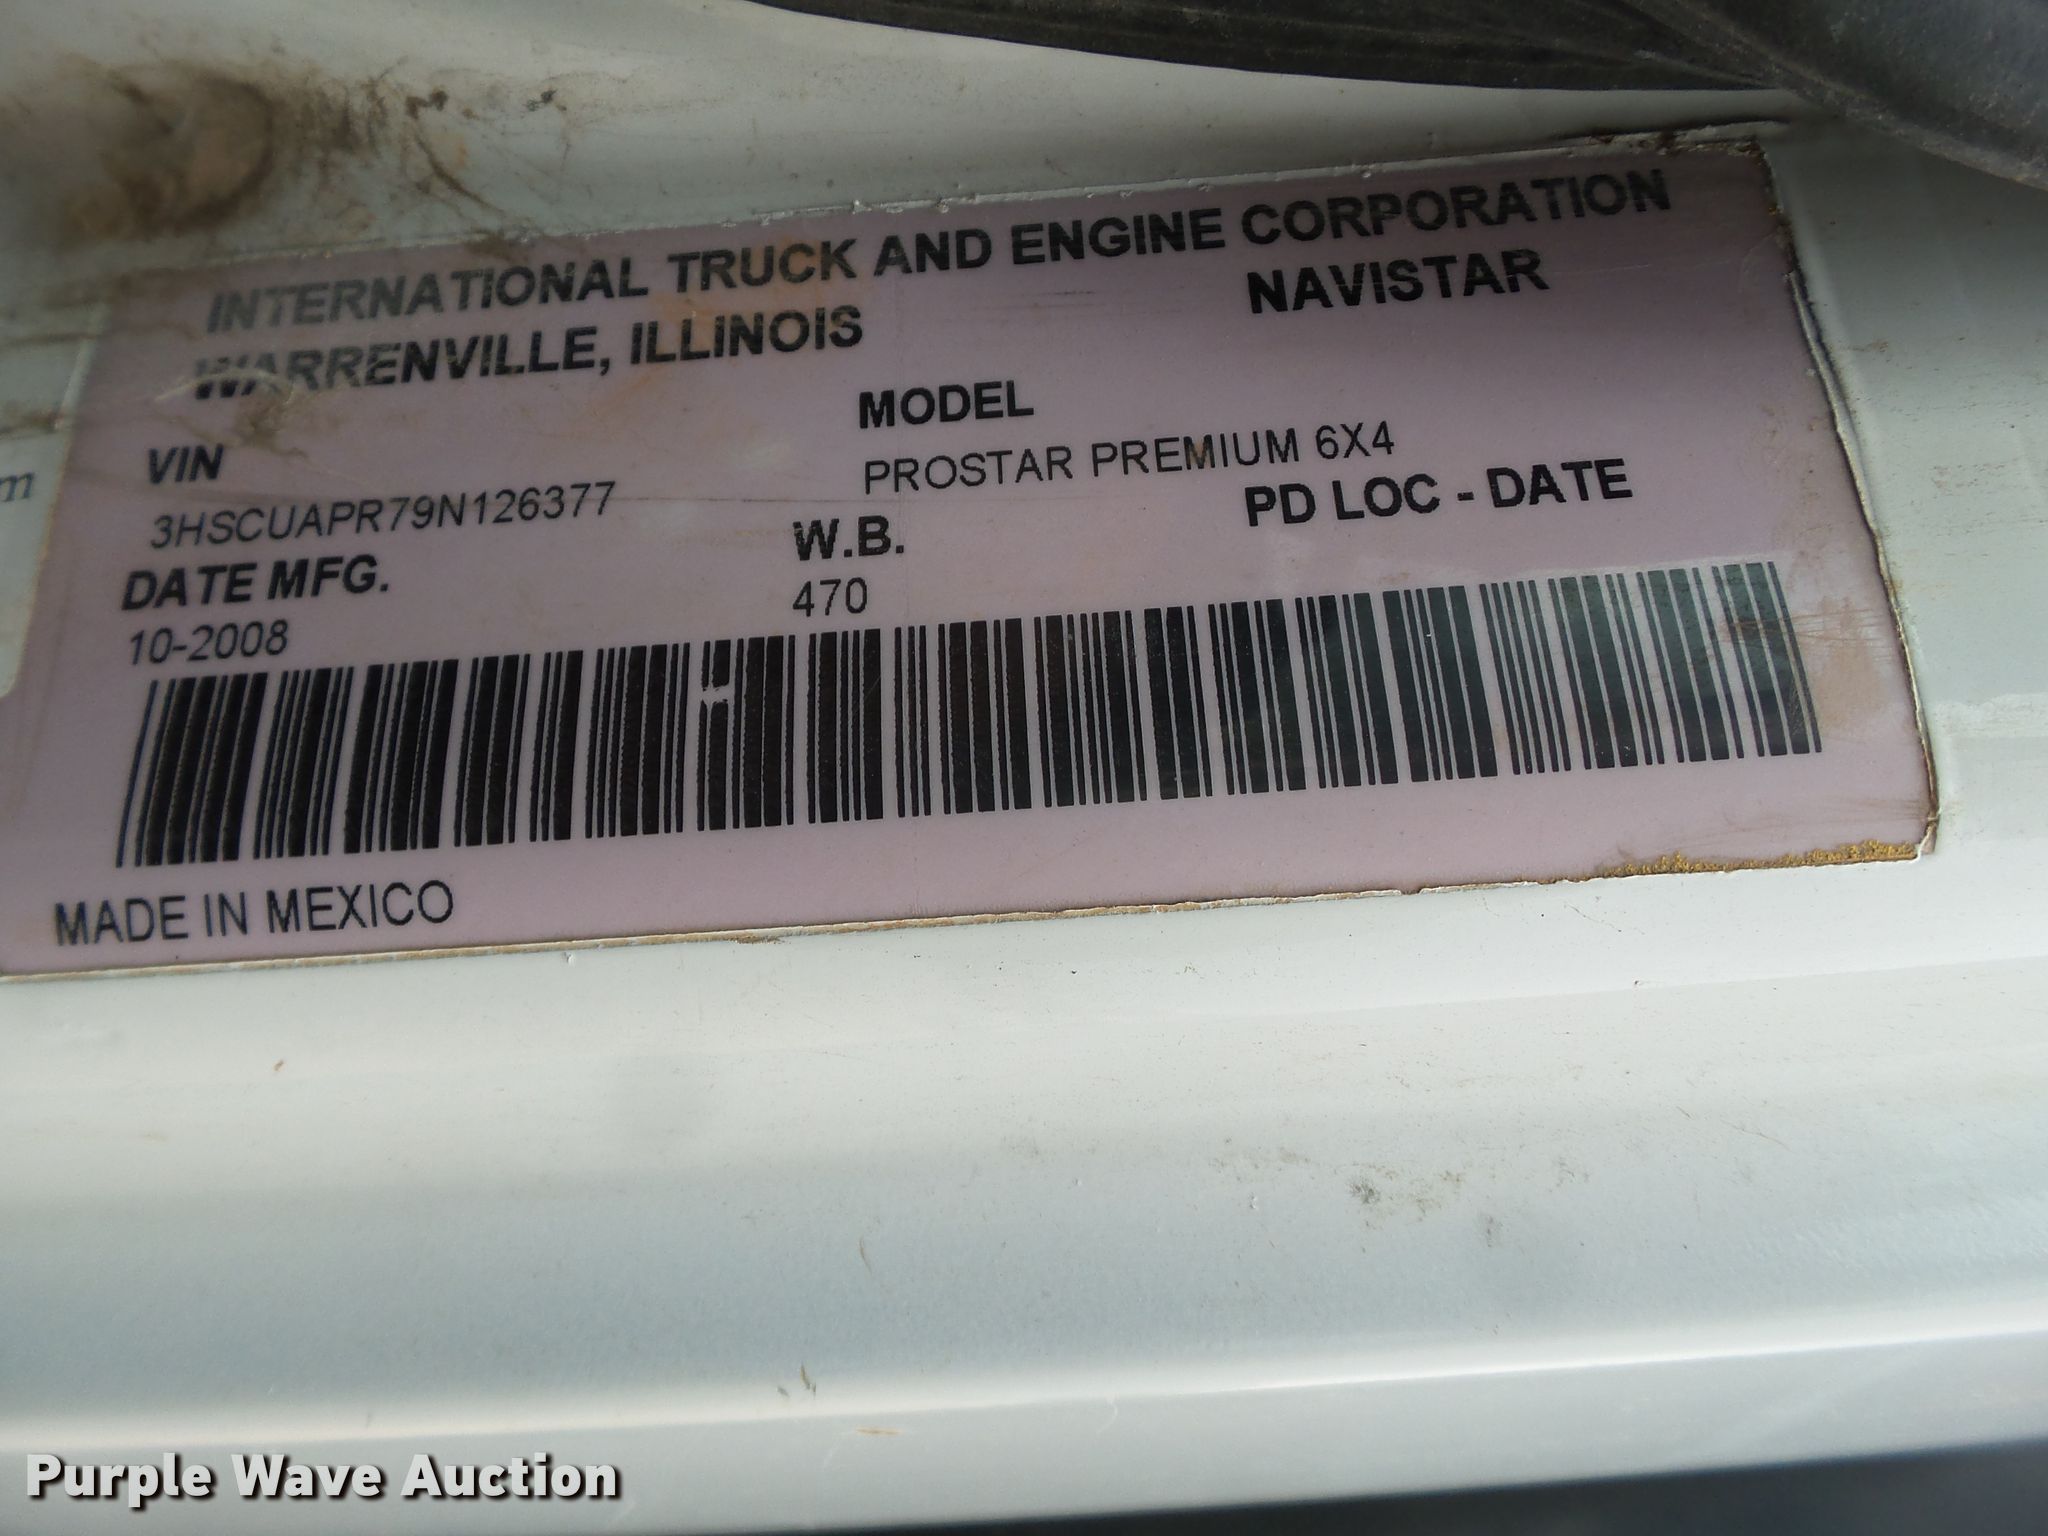 INTERNATIONAL TRUCK AND ENGINE CORPORATION
WARRENVILLE, ILLINOIS
NAVISTAR
VIN
MODEL
3HSCUAPR79N126377
PROSTAR PREMIUM 6X4
DATE MFG.
W.B.
PD LOC - DATE
10-2008
470
MADE IN MEXICO
m
Purple Wave Auction